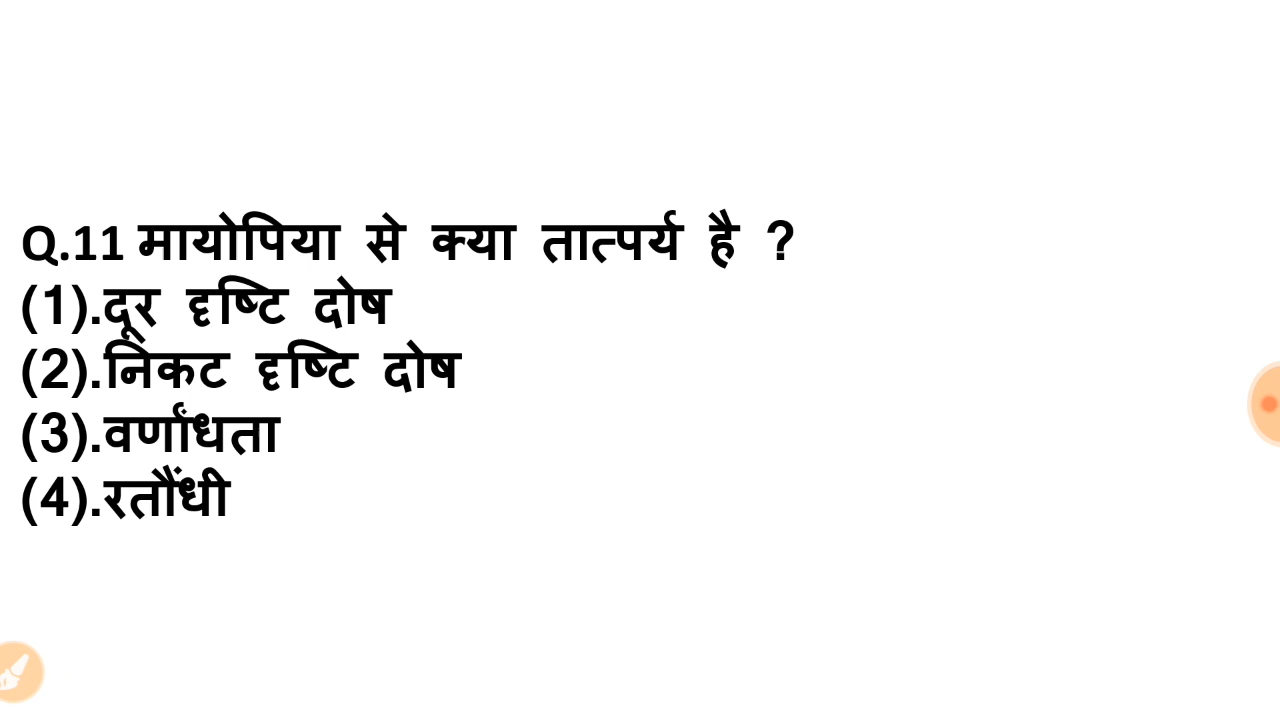 Q.11 मायोपिया से क्या तात्पर्य है ?
(1).दूर दृष्टि दोष
(2).निकट दृष्टि दोष
(3).वर्णांधता
(4).रतौंधी